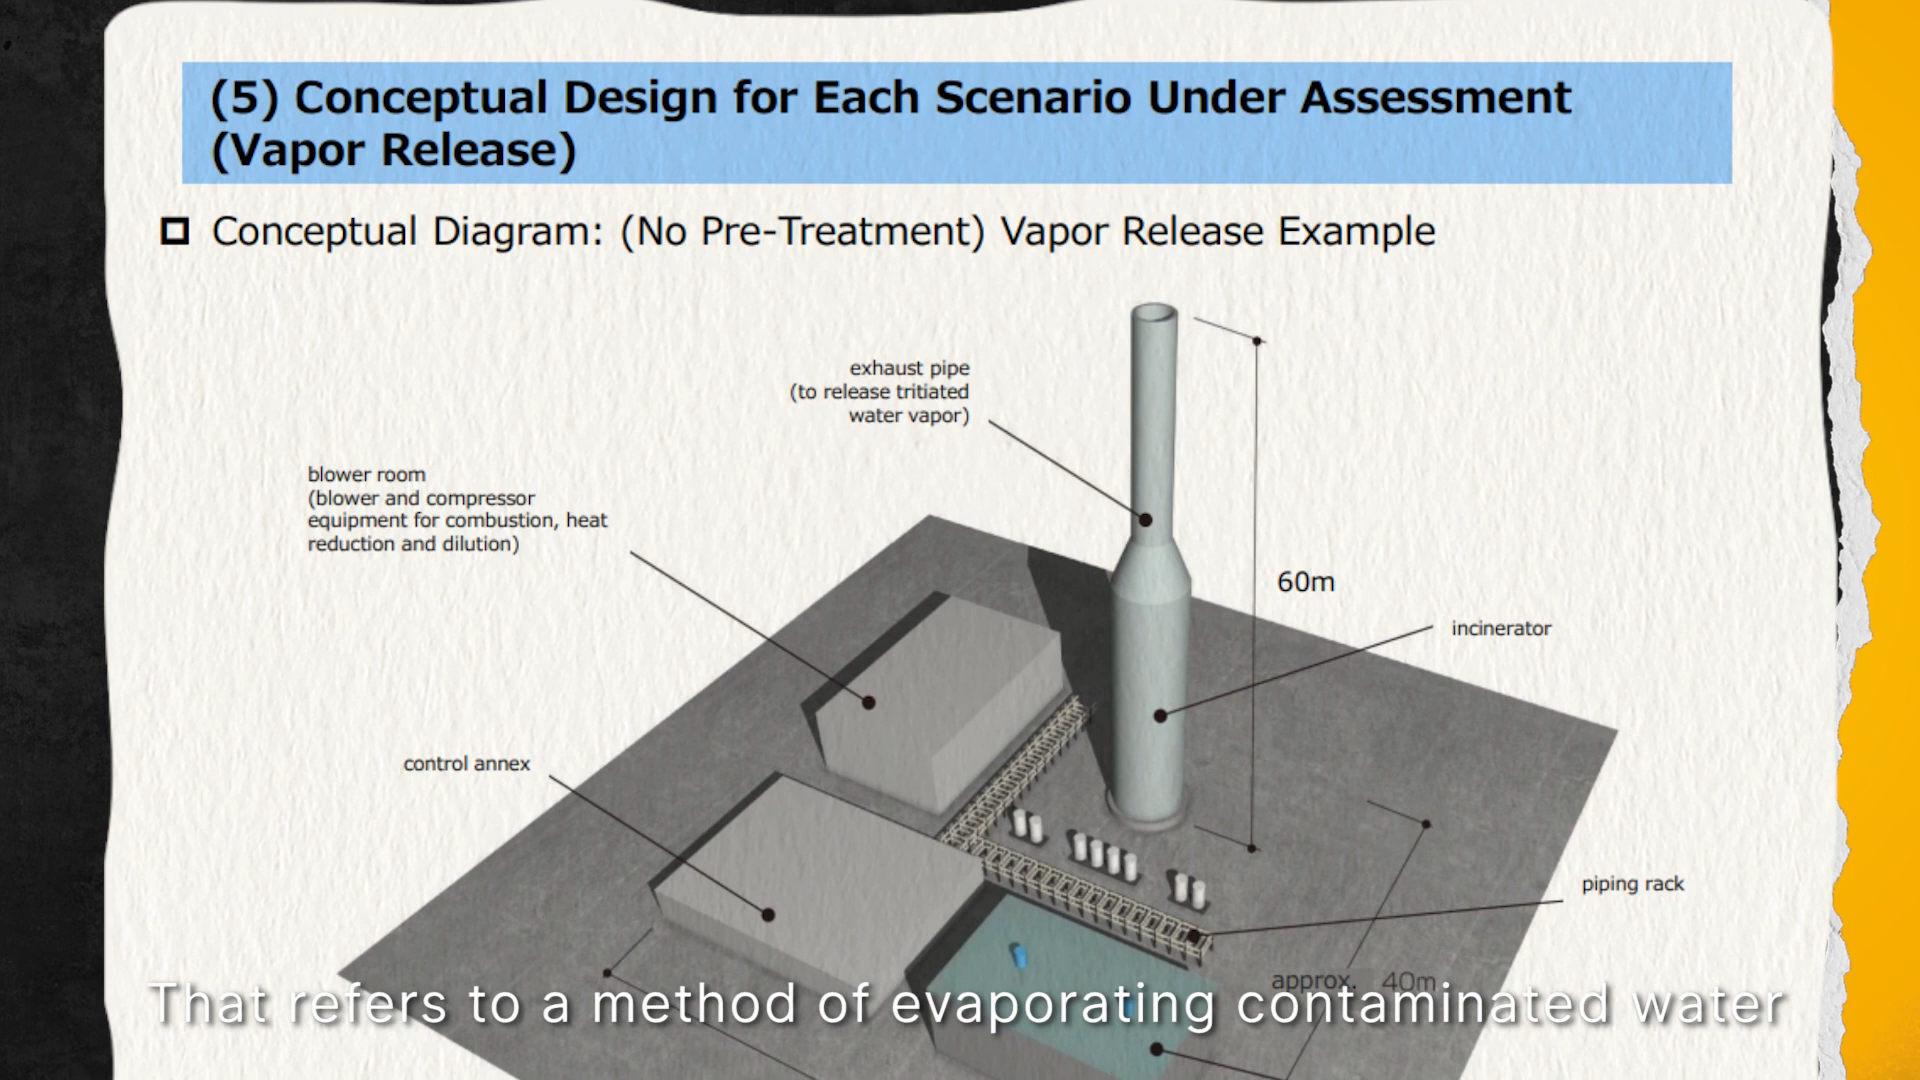 (5) Conceptual Design for Each Scenario Under Assessment
(Vapor Release)
Conceptual Diagram: (No Pre-Treatment) Vapor Release Example
exhaust pipe
(to release tritiated
water vapor)
blower room
(blower and compressor
equipment for combustion, heat
reduction and dilution)
60m
incinerator
control annex
piping rack
approx. 40m
That refers to a method of evaporating contaminated water